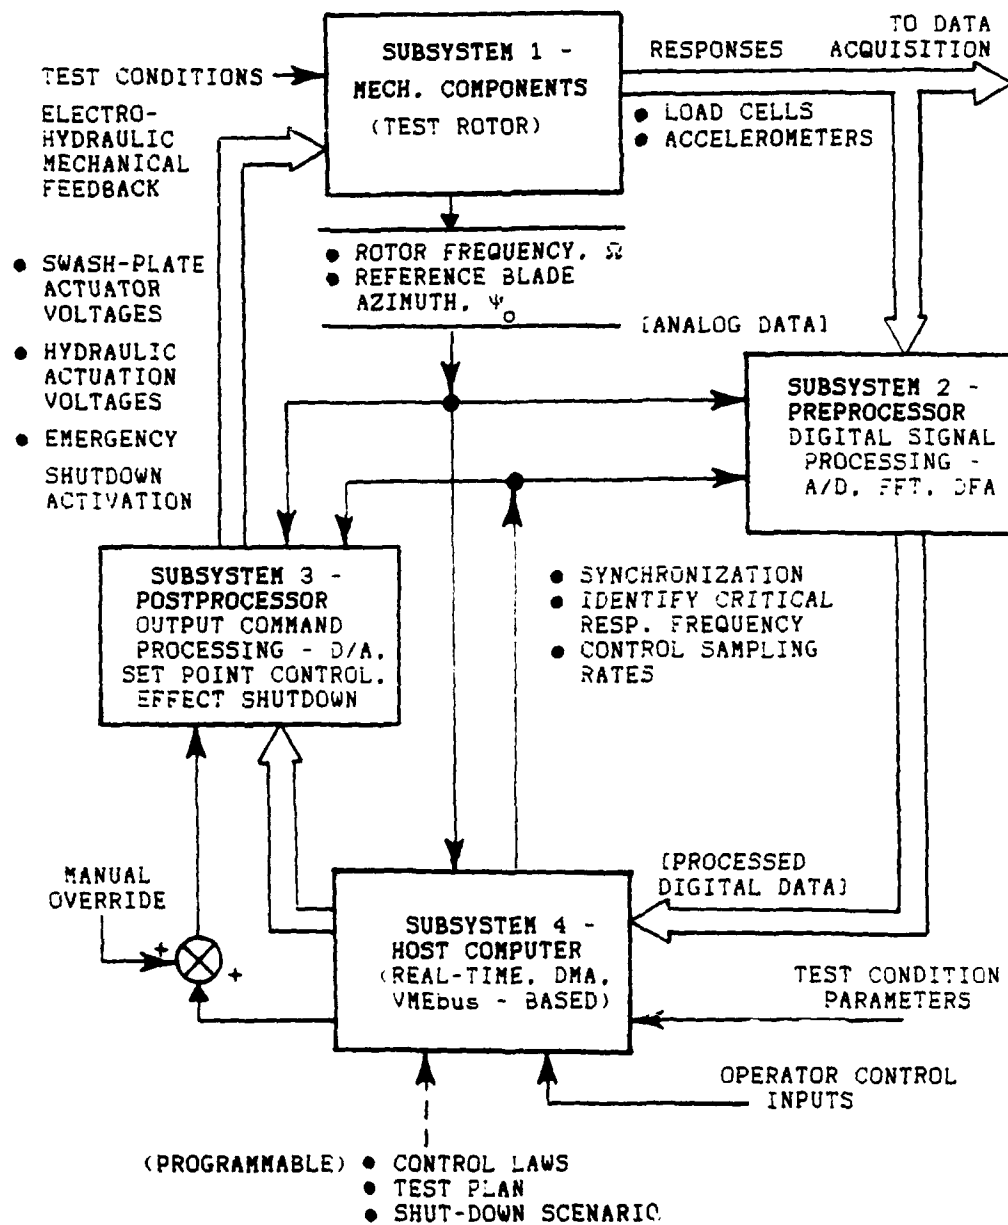 SUBSYSTEM 1 -
MECH. COMPONENTS
(TEST ROTOR)
TEST CONDITIONS
ELECTRO-
HYDRAULIC
MECHANICAL
FEEDBACK
RESPONSES
TO DATA
ACQUISITION
● LOAD CELLS
● ACCELEROMETERS
● ROTOR FREQUENCY, Ω
● REFERENCE BLADE
AZIMUTH, Ψo
● SWASH-PLATE
ACTUATOR
VOLTAGES
● HYDRAULIC
ACTUATION
VOLTAGES
● EMERGENCY
SHUTDOWN
ACTIVATION
[ANALOG DATA]
SUBSYSTEM 2 -
PREPROCESSOR
DIGITAL SIGNAL
PROCESSING -
A/D, FFT, DFA
SUBSYSTEM 3 -
POSTPROCESSOR
OUTPUT COMMAND
PROCESSING - D/A,
SET POINT CONTROL,
EFFECT SHUTDOWN
● SYNCHRONIZATION
● IDENTIFY CRITICAL
RESP. FREQUENCY
● CONTROL SAMPLING
RATES
MANUAL
OVERRIDE
+
+
[PROCESSED
DIGITAL DATA]
SUBSYSTEM 4 -
HOST COMPUTER
(REAL-TIME, DMA,
VMEbus - BASED)
TEST CONDITION
PARAMETERS
OPERATOR CONTROL
INPUTS
(PROGRAMMABLE) ● CONTROL LAWS
● TEST PLAN
● SHUT-DOWN SCENARIO